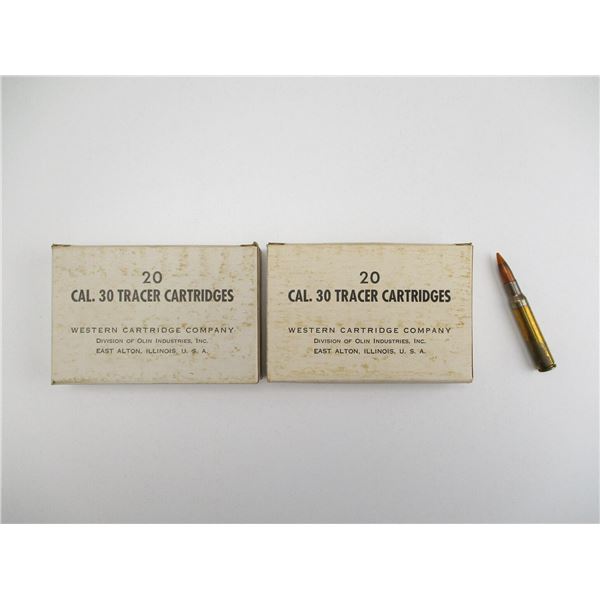 20
CAL. 30 TRACER CARTRIDGES
WESTERN CARTRIDGE COMPANY
DIVISION OF OLIN INDUSTRIES, INC.
EAST ALTON, ILLINOIS, U. S. A.
20
CAL. 30 TRACER CARTRIDGES
WESTERN CARTRIDGE COMPANY
DIVISION OF OLIN INDUSTRIES, INC.
EAST ALTON, ILLINOIS, U. S. A.